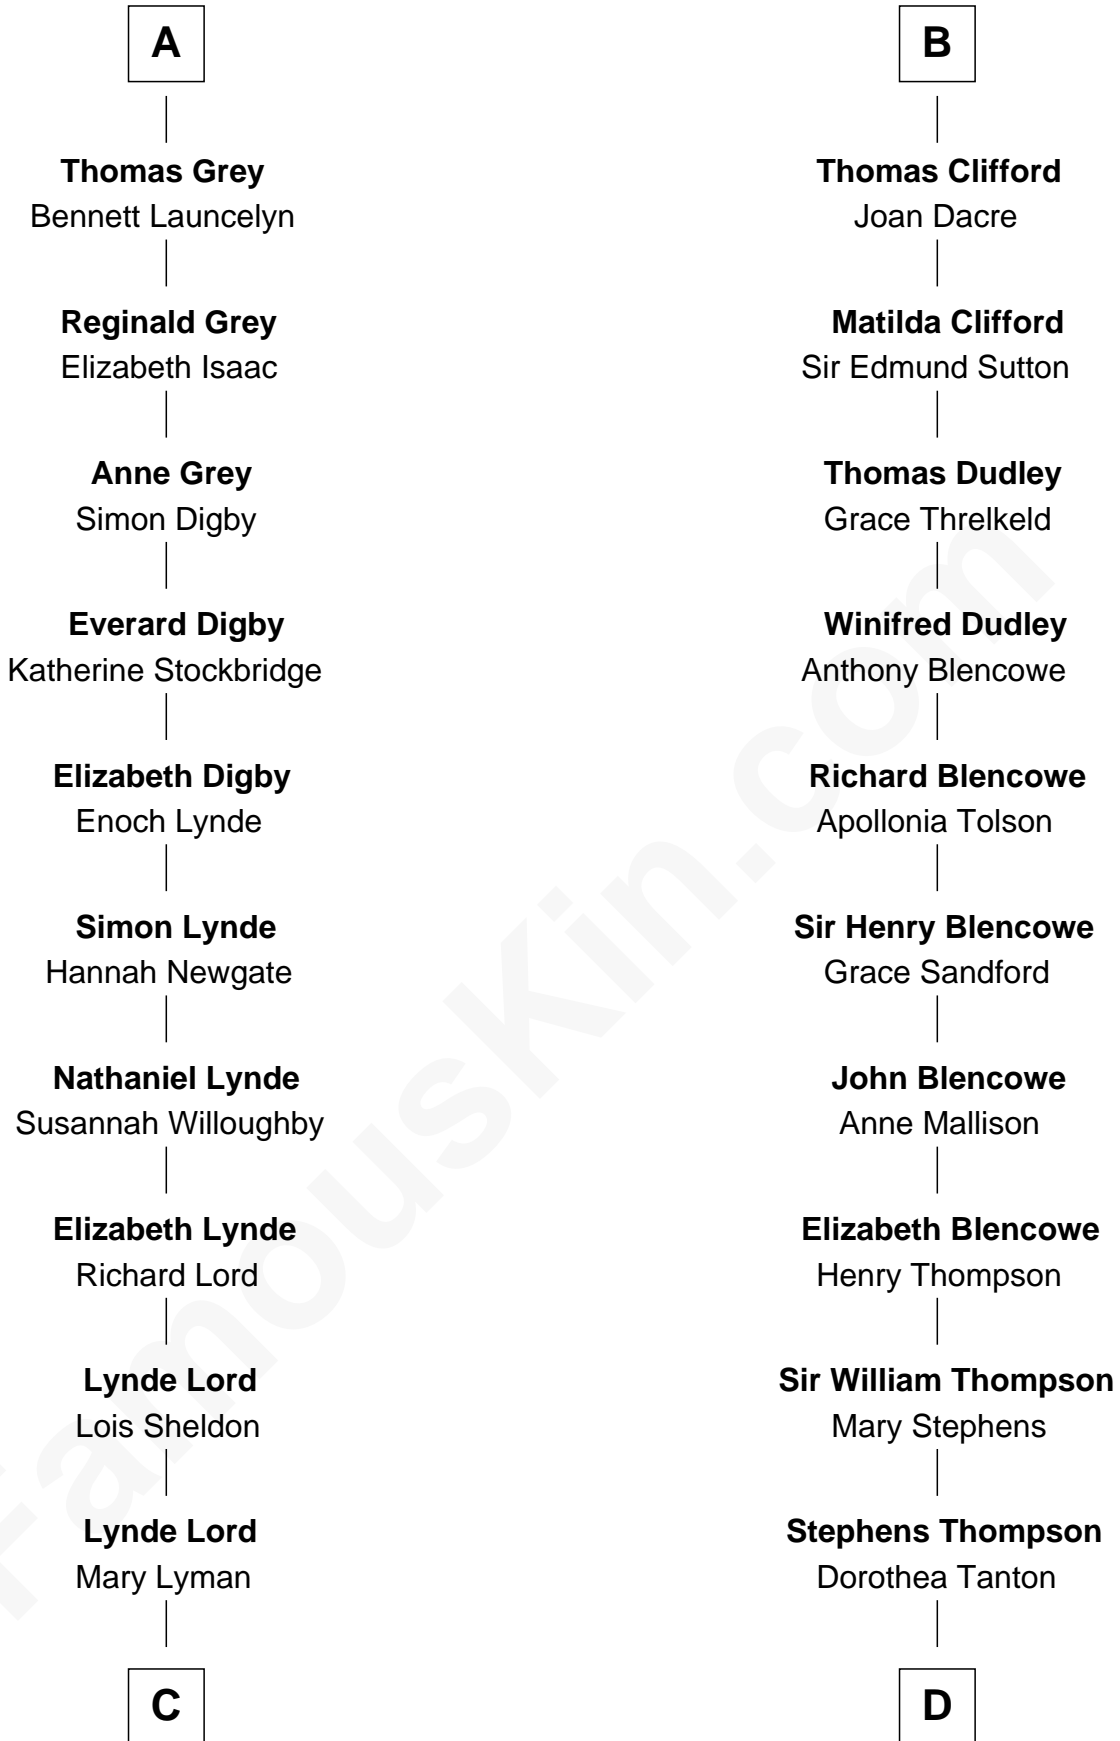 A
Thomas Grey
Bennett Launcelyn
Reginald Grey
Elizabeth Isaac
Anne Grey
Simon Digby
Everard Digby
Katherine Stockbridge
Elizabeth Digby
Enoch Lynde
Simon Lynde
Hannah Newgate
Nathaniel Lynde
Susannah Willoughby
Elizabeth Lynde
Richard Lord
Lynde Lord
Lois Sheldon
Lynde Lord
Mary Lyman
C
B
Thomas Clifford
Joan Dacre
Matilda Clifford
Sir Edmund Sutton
Thomas Dudley
Grace Threlkeld
Winifred Dudley
Anthony Blencowe
Richard Blencowe
Apollonia Tolson
Sir Henry Blencowe
Grace Sandford
John Blencowe
Anne Mallison
Elizabeth Blencowe
Henry Thompson
Sir William Thompson
Mary Stephens
Stephens Thompson
Dorothea Tanton
D
FamousKin.com